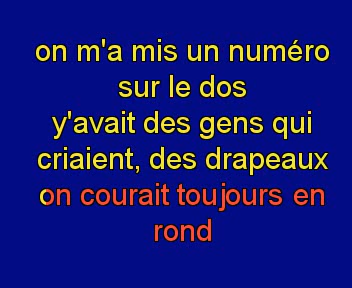 on m'a mis un numéro
sur le dos
y'avait des gens qui
criaient, des drapeaux
on courait toujours en
rond